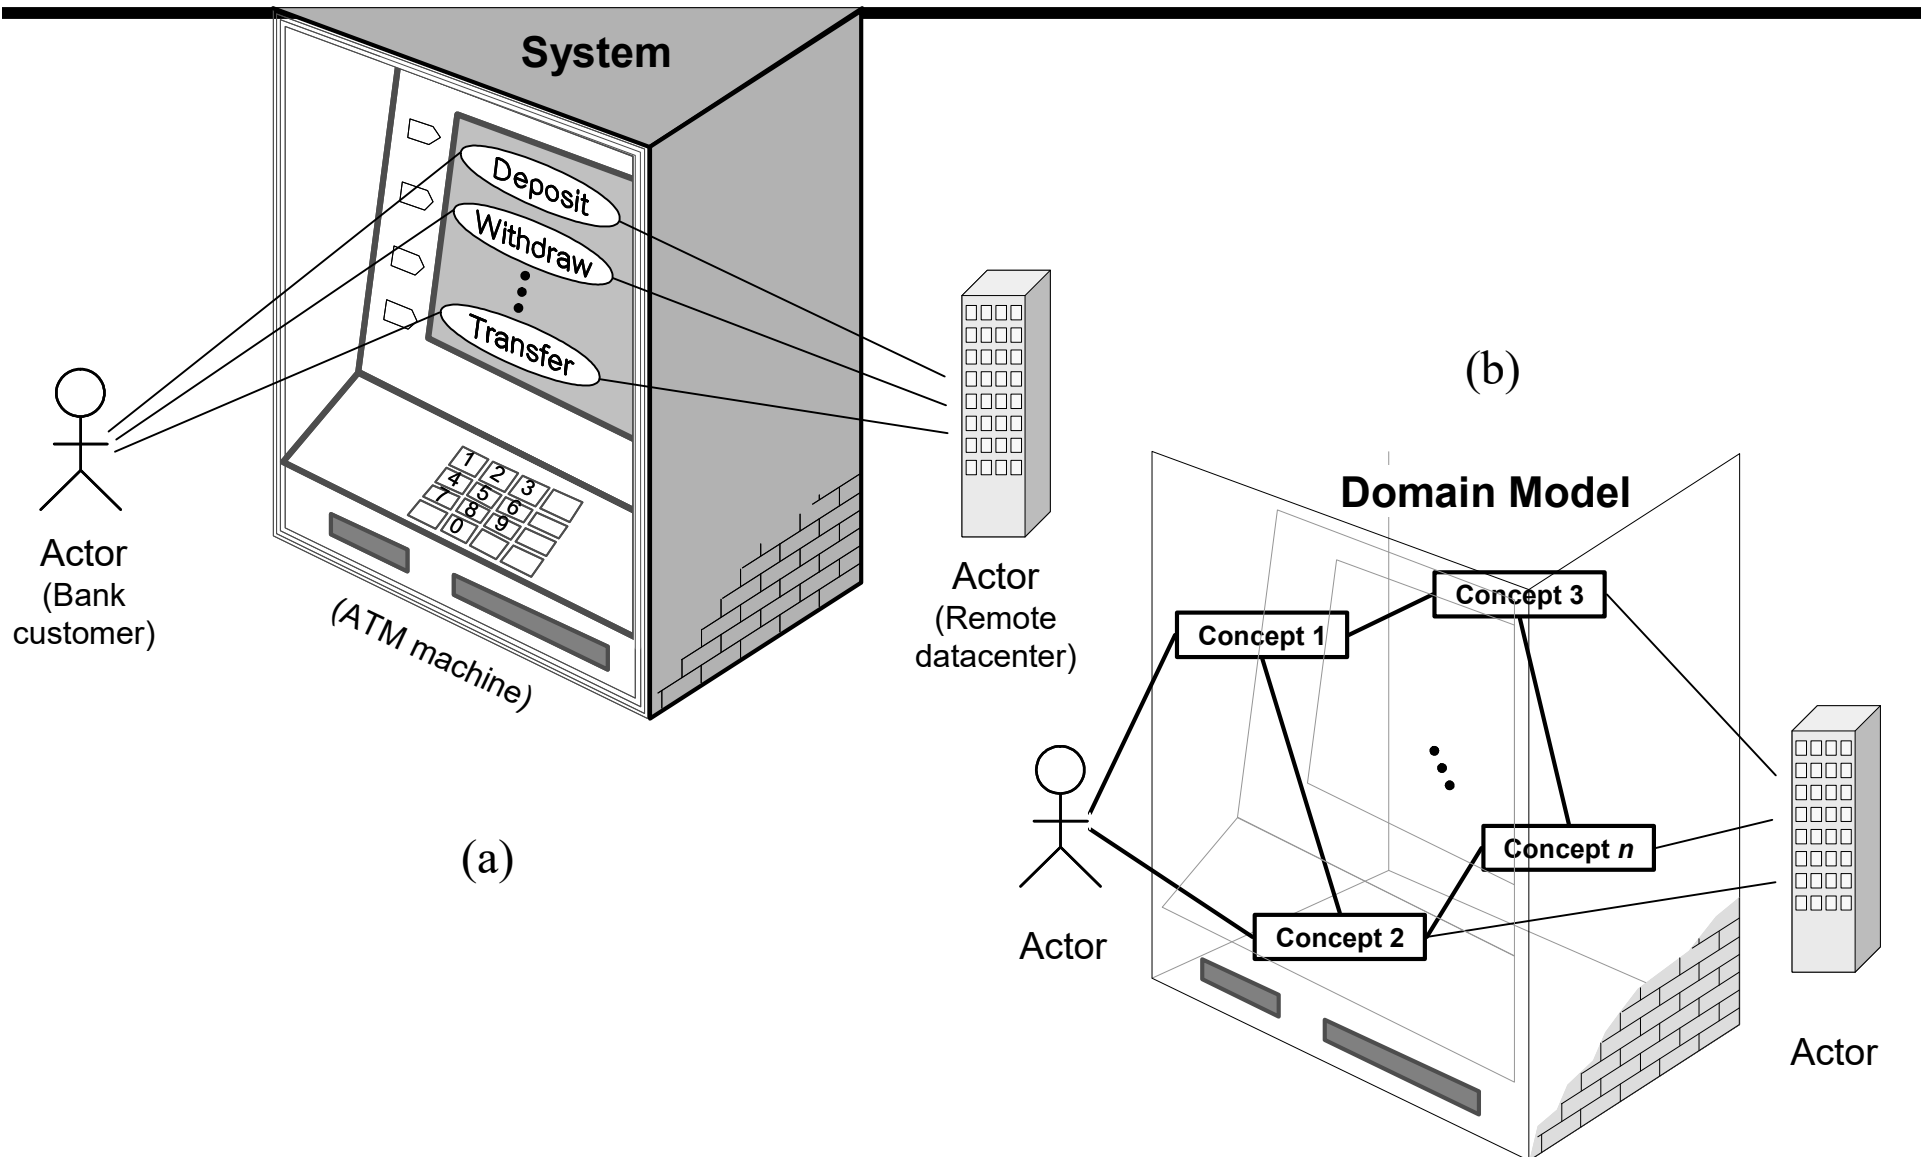 System
Deposit
Withdraw
Transfer
1 2 3
4 5 6
7 8 9
0
Actor
(Bank
customer)
(ATM machine)
Actor
(Remote
datacenter)
(a)
(b)
Domain Model
Concept 3
Concept 1
Concept n
Concept 2
Actor
Actor